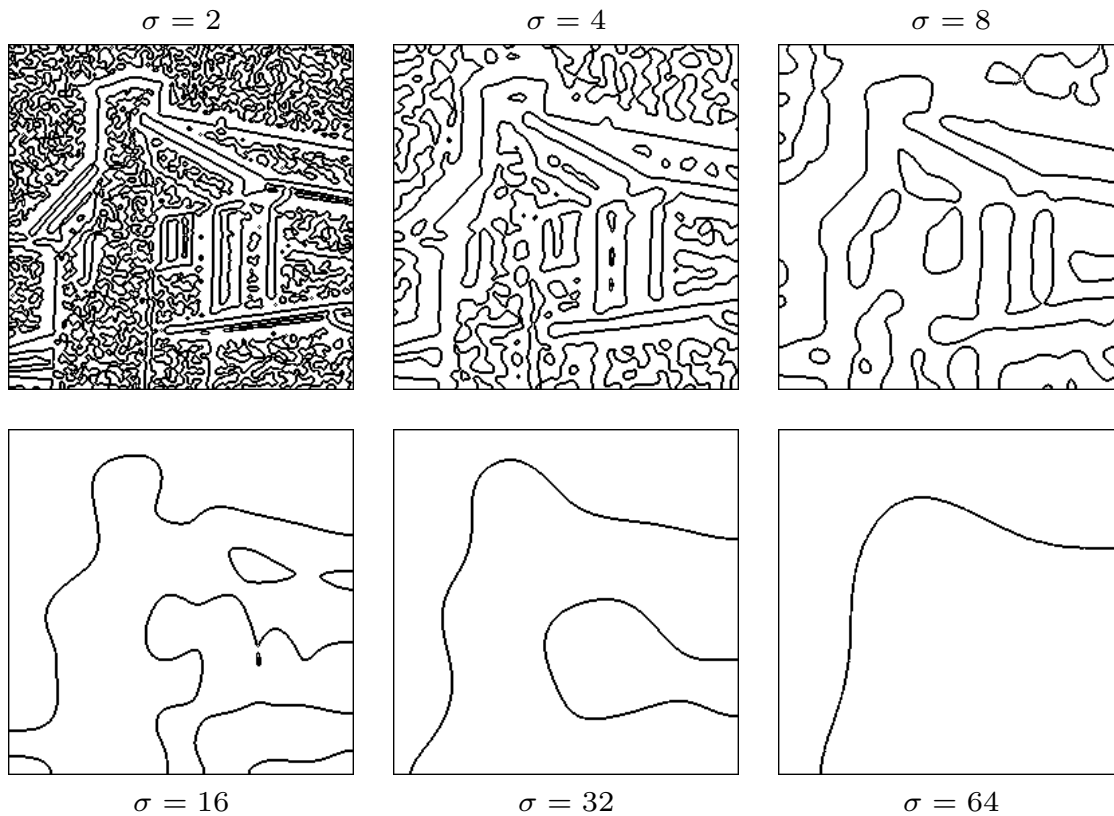 σ = 2 σ = 4 σ = 8
σ = 16 σ = 32 σ = 64